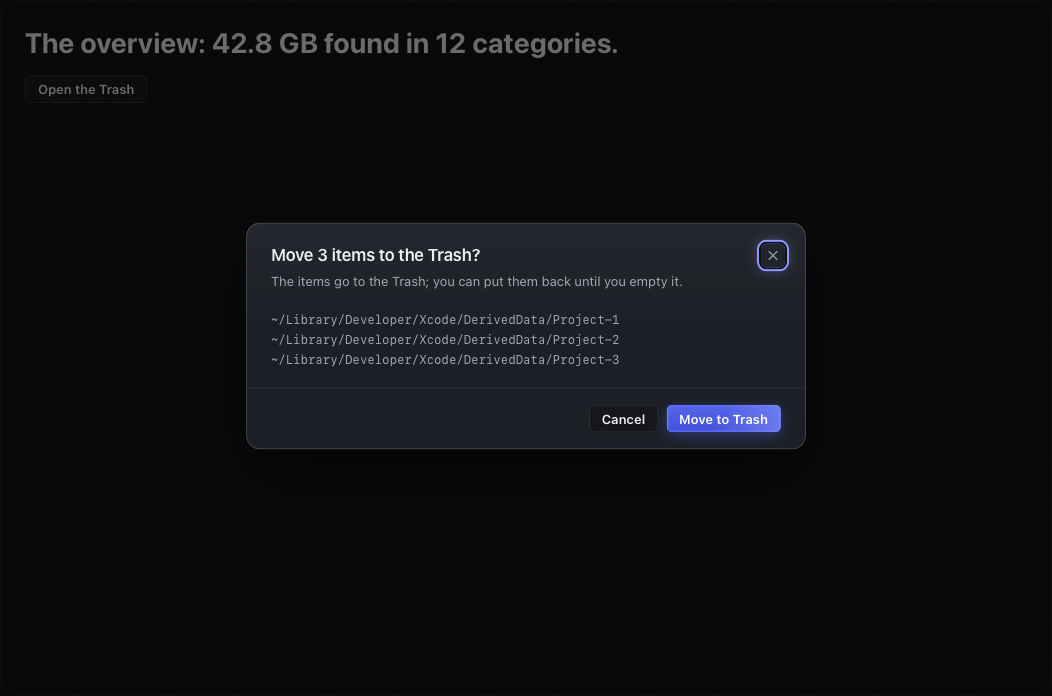 The overview: 42.8 GB found in 12 categories.
Open the Trash
Move 3 items to the Trash?
The items go to the Trash; you can put them back until you empty it.
~/Library/Developer/Xcode/DerivedData/Project-1
~/Library/Developer/Xcode/DerivedData/Project-2
~/Library/Developer/Xcode/DerivedData/Project-3
Cancel
Move to Trash